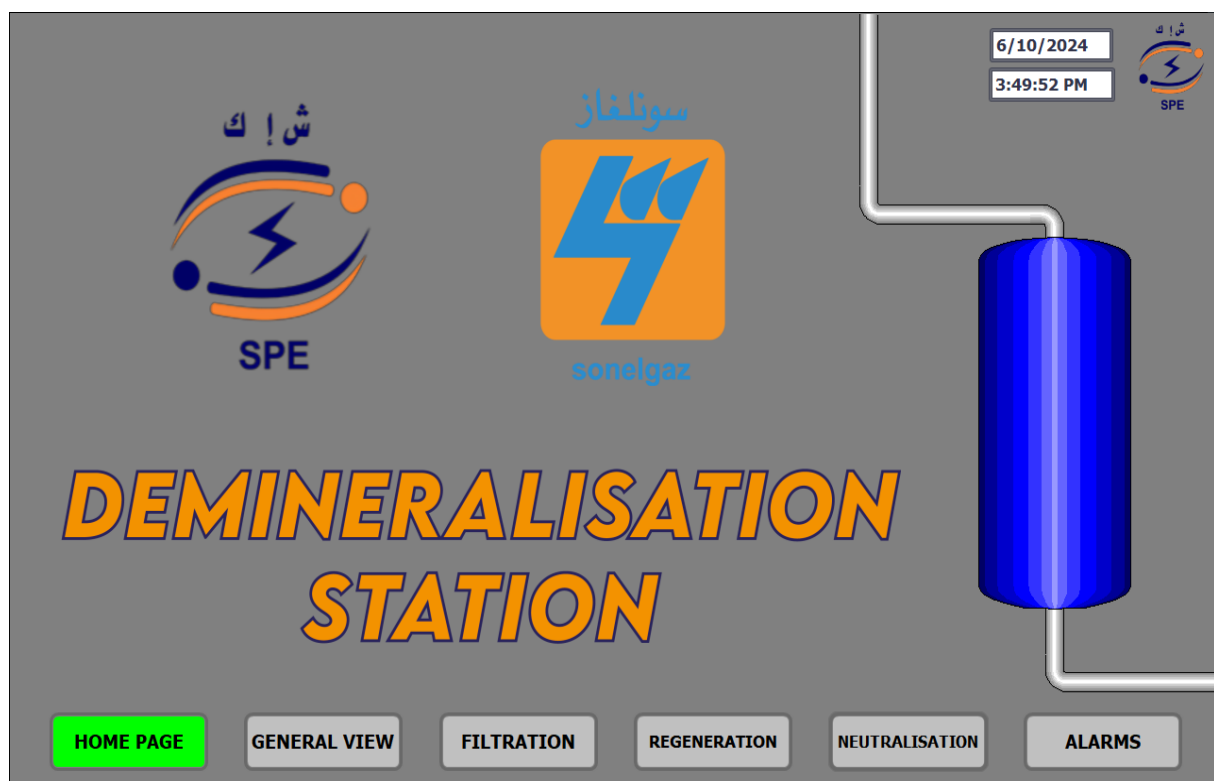 6/10/2024
3:49:52 PM
ش إ ك
SPE
ش إ ك
SPE
سونلغاز
sonelgaz
DEMINERALISATION
STATION
HOME PAGE
GENERAL VIEW
FILTRATION
REGENERATION
NEUTRALISATION
ALARMS